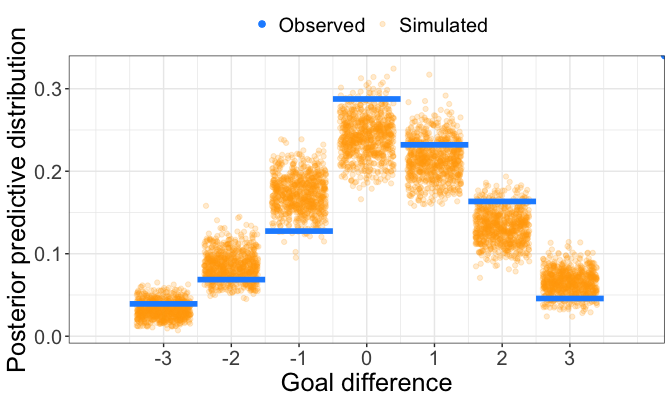 Observed Simulated
Posterior predictive distribution
0.3
0.2
0.1
0.0
-3 -2 -1 0 1 2 3
Goal difference